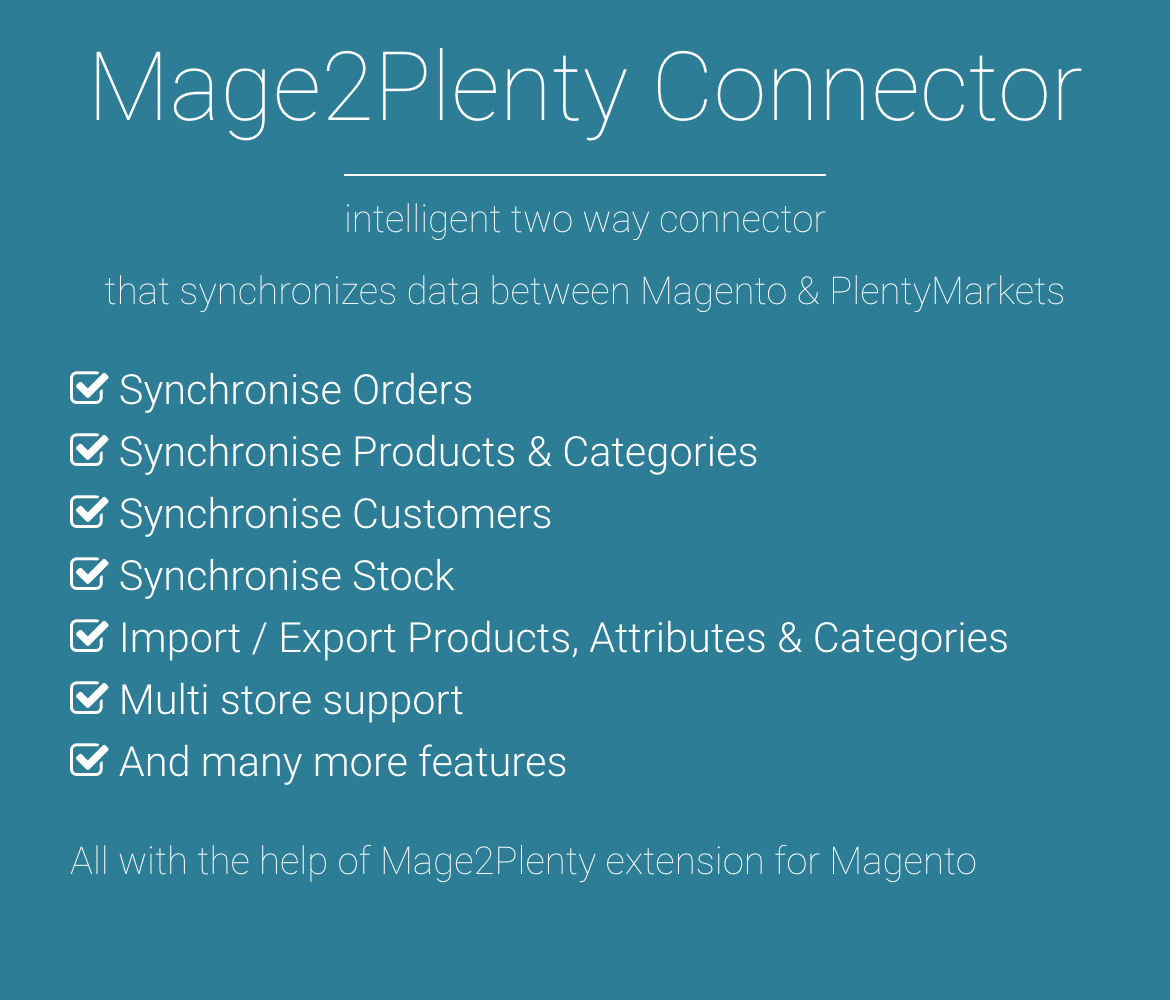 Mage2Plenty Connector
intelligent two way connector
that synchronizes data between Magento & PlentyMarkets
Synchronise Orders
Synchronise Products & Categories
Synchronise Customers
Synchronise Stock
Import / Export Products, Attributes & Categories
Multi store support
And many more features
All with the help of Mage2Plenty extension for Magento